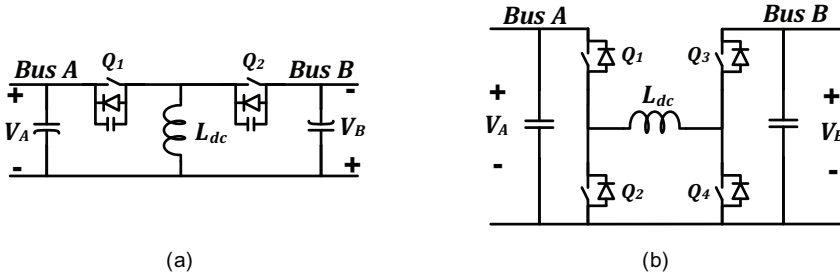 Bus A
Q1
Q2
Bus B
+
-
VA
Ldc
VB
-
+
(a)
Bus A
Bus B
Q1
Q3
+
+
VA
Ldc
VB
-
-
Q2
Q4
(b)